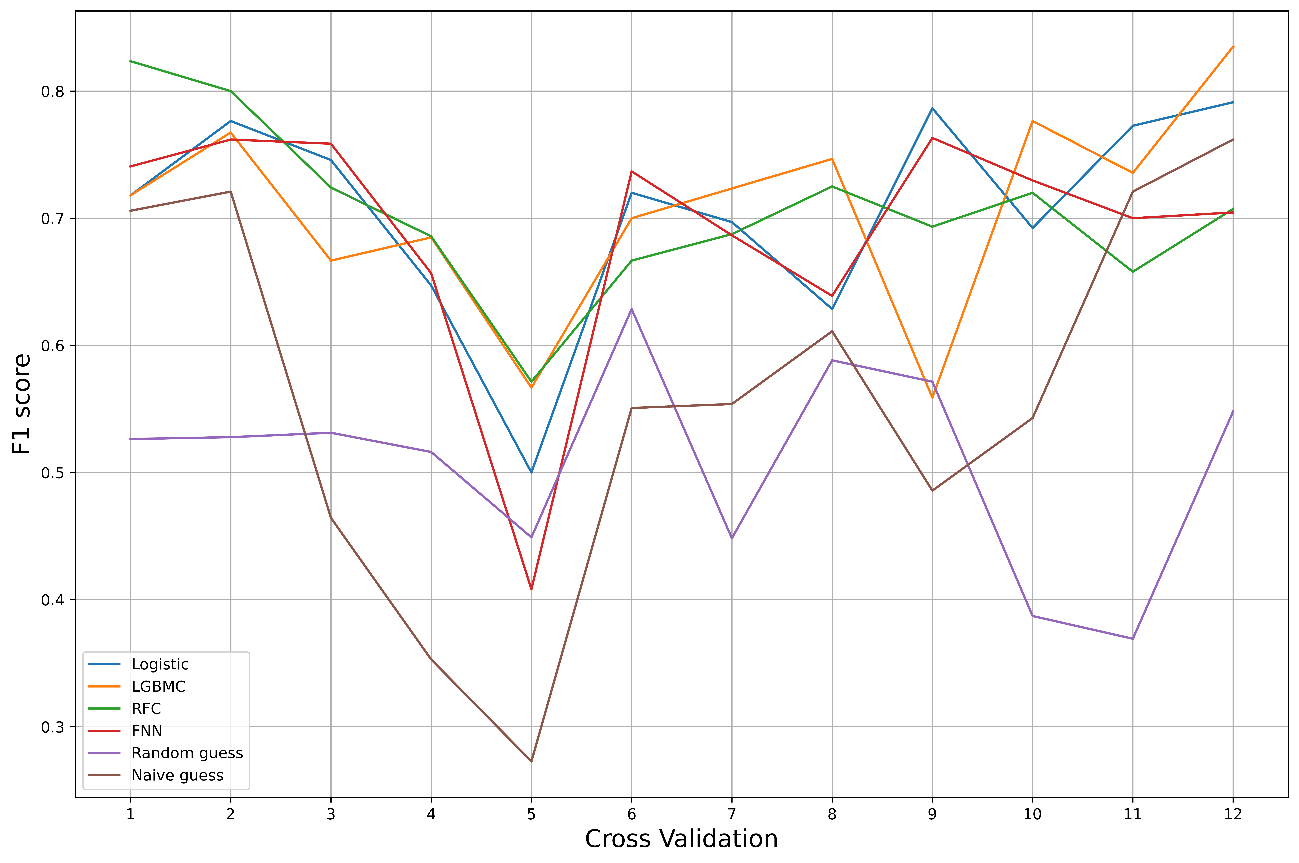 F1 score
0.8
0.7
0.6
0.5
0.4
0.3
Logistic
LGBMC
RFC
FNN
Random guess
Naive guess
1 2 3 4 5 6 7 8 9 10 11 12
Cross Validation